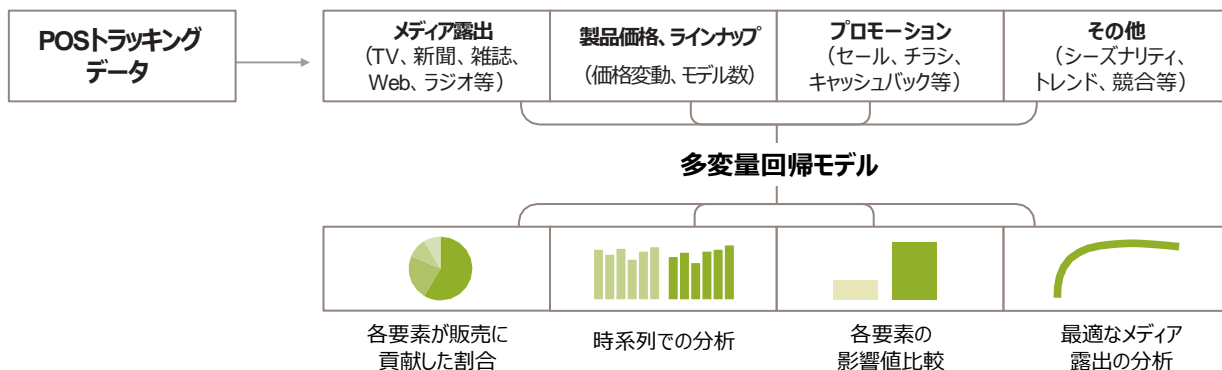 POSトラッキング
データ
メディア露出
（TV、新聞、雑誌、
Web、ラジオ等）
製品価格、ラインナップ
（価格変動、モデル数）
プロモーション
（セール、チラシ、
キャッシュバック等）
その他
（シーズナリティ、
トレンド、競合等）
多変量回帰モデル
各要素が販売に
貢献した割合
時系列での分析
各要素の
影響値比較
最適なメディア
露出の分析